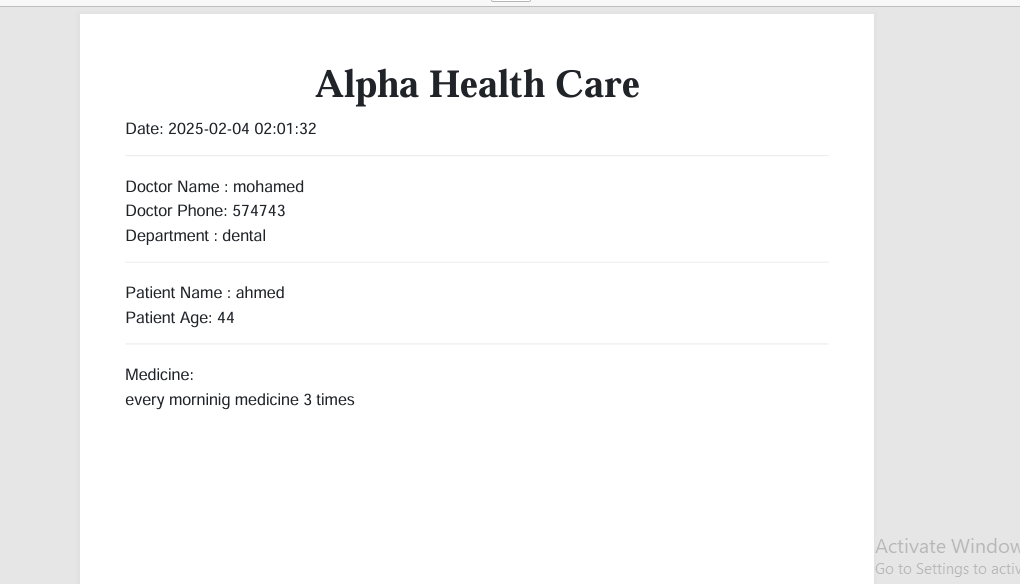 Alpha Health Care
Date: 2025-02-04 02:01:32
Doctor Name : mohamed
Doctor Phone: 574743
Department : dental
Patient Name : ahmed
Patient Age: 44
Medicine:
every morninig medicine 3 times
Activate Window
Go to Settings to activ